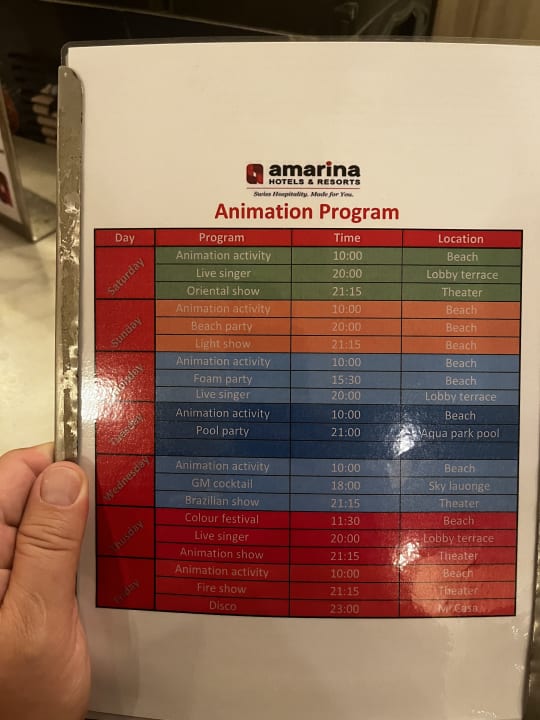 amarina
HOTELS & RESORTS
Swiss Hospitality. Made for You.
Animation Program
Day Program Time Location
Saturday
Animation activity 10:00 Beach
Live singer 20:00 Lobby terrace
Oriental show 21:15 Theater
Sunday
Animation activity 10:00 Beach
Beach party 20:00 Beach
Light show 21:15 Beach
Monday
Animation activity 10:00 Beach
Foam party 15:30 Beach
Live singer 20:00 Lobby terrace
Tuesday
Animation activity 10:00 Beach
Pool party 21:00 Aqua park pool
Wednesday
Animation activity 10:00 Beach
GM cocktail 18:00 Sky lauonge
Brazilian show 21:15 Theater
Thusday
Colour festival 11:30 Beach
Live singer 20:00 Lobby terrace
Animation show 21:15 Theater
Friday
Animation activity 10:00 Beach
Fire show 21:15 Theater
Disco 23:00 Mi Casa